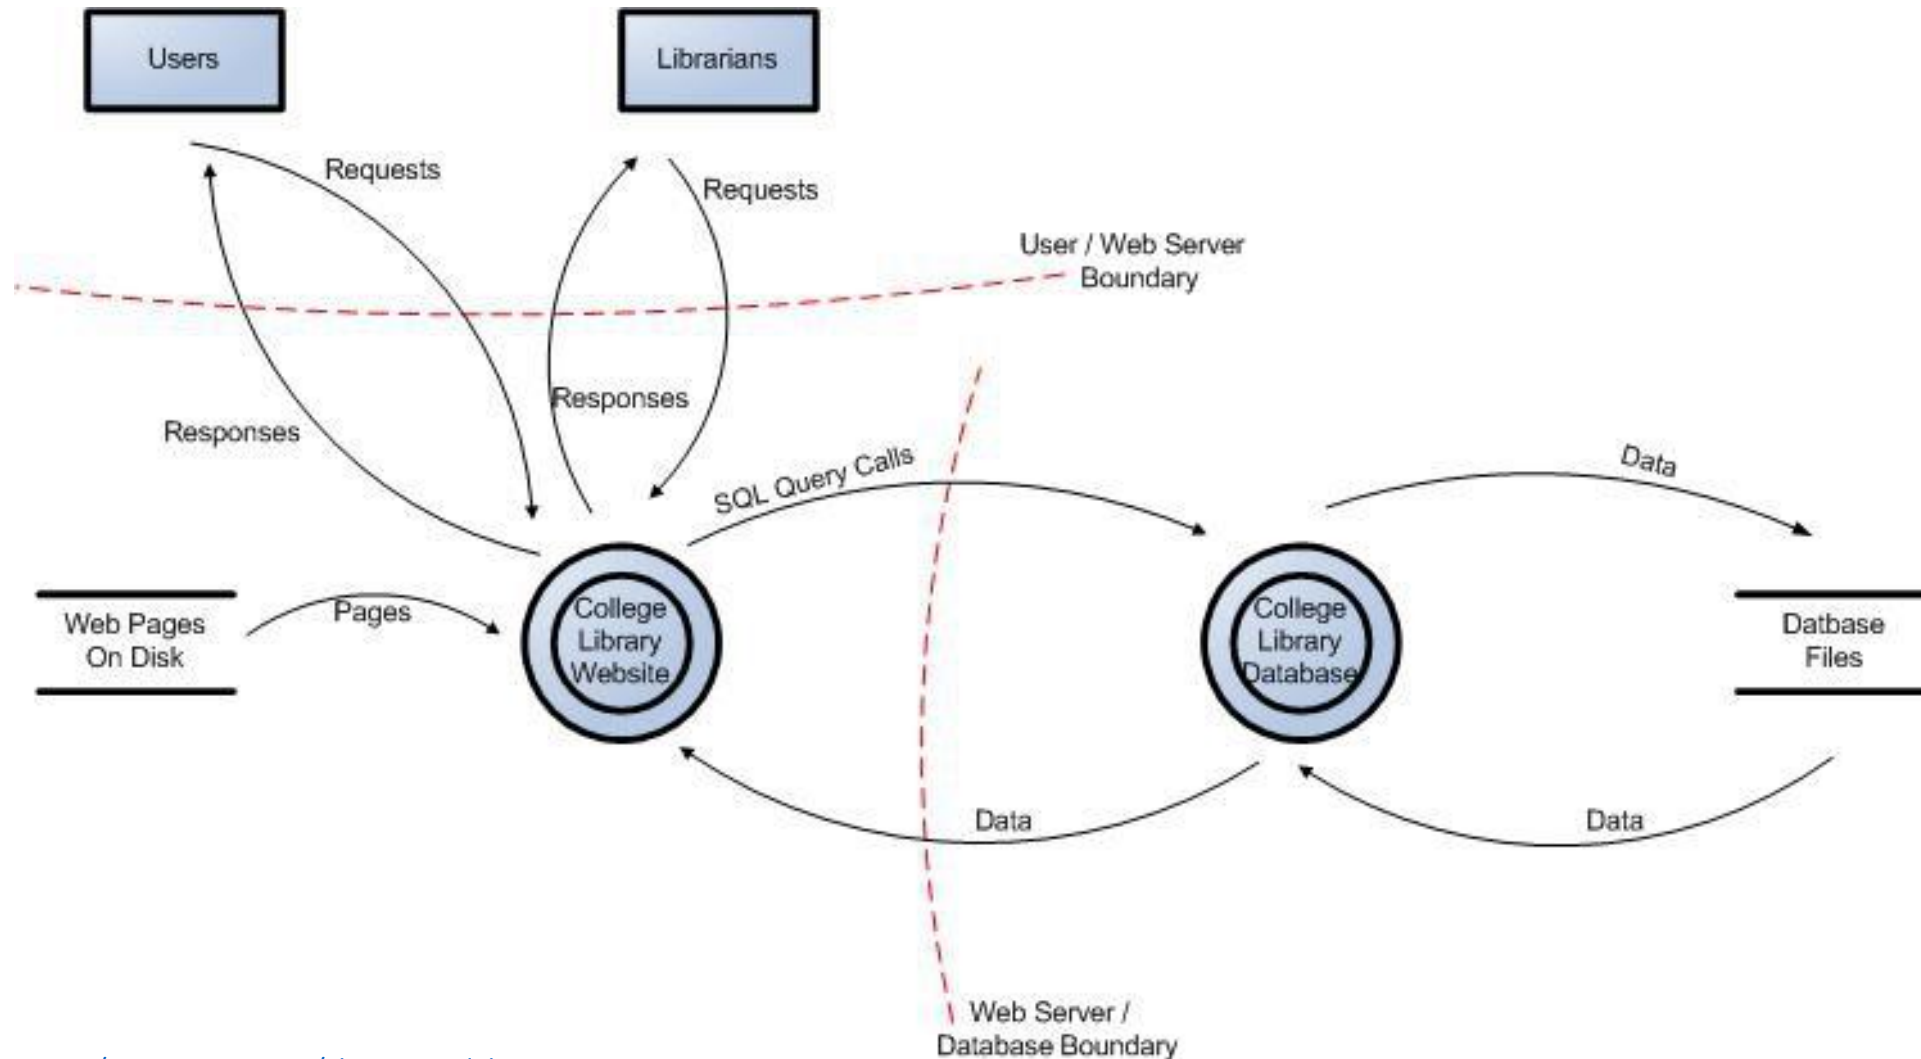 Users
Librarians
Requests
Requests
User / Web Server
Boundary
Responses
Responses
SQL Query Calls
Data
Web Pages
On Disk
Pages
College
Library
Website
College
Library
Database
Datbase
Files
Data
Data
Web Server /
Database Boundary